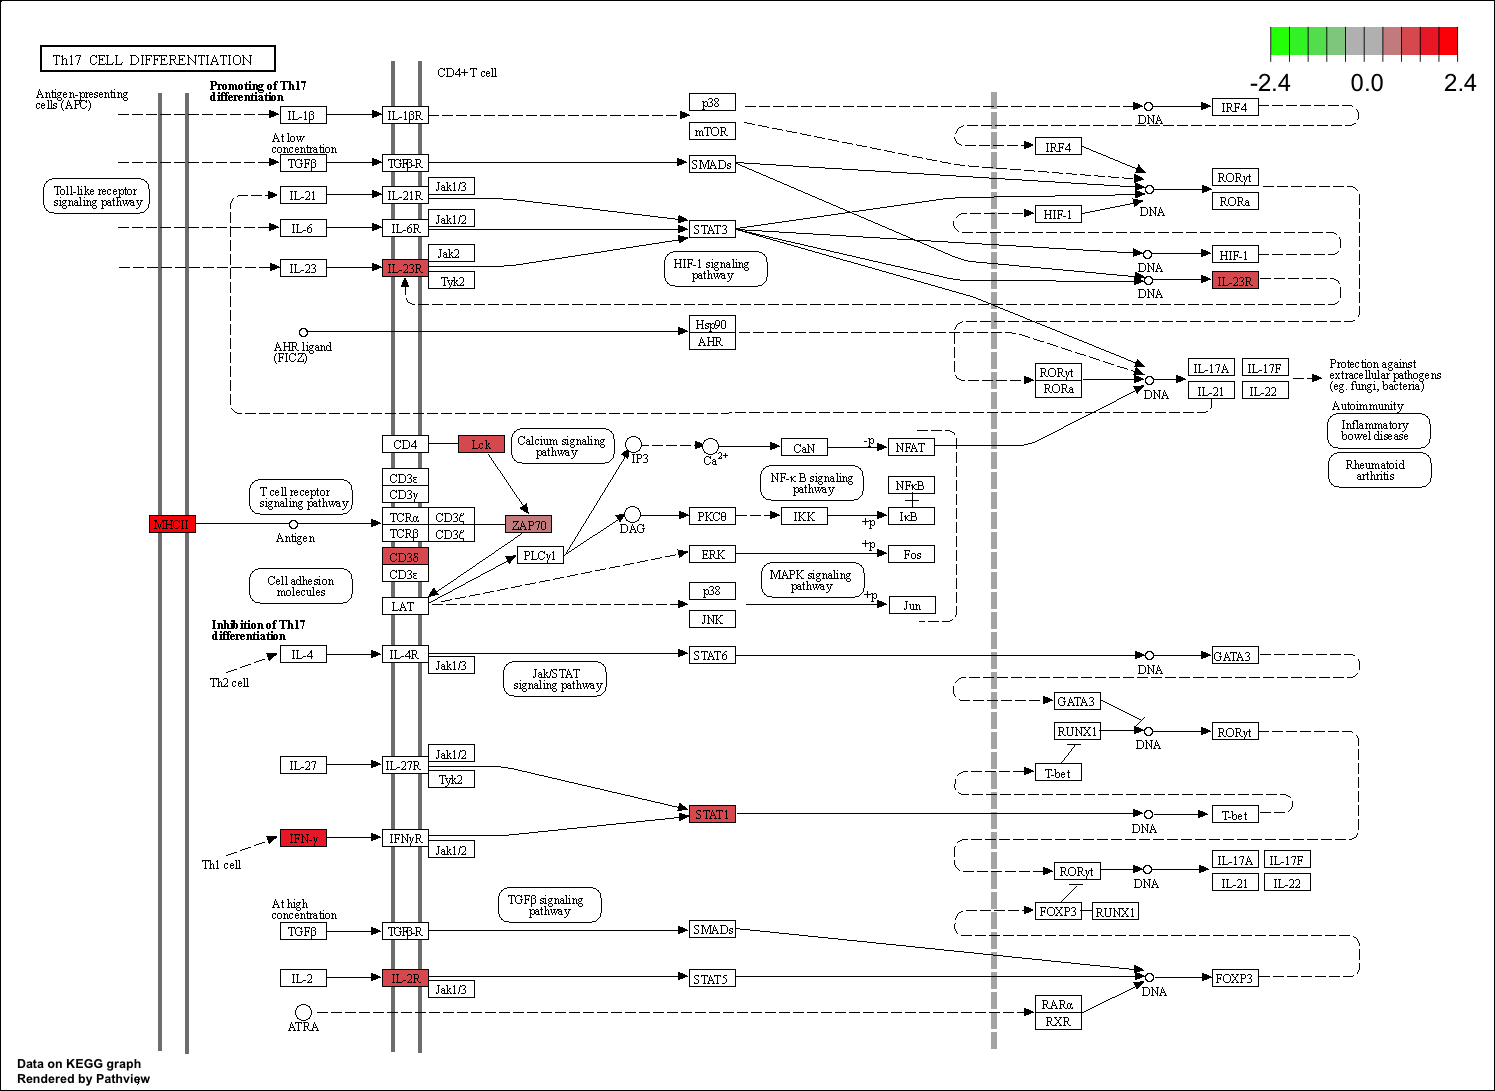 Th17 CELL DIFFERENTIATION
-2.4 0.0 2.4
CD4+ T cell
Antigen-presenting
cells (APC)
Promoting of Th17
differentiation
IL-1β
IL-1βR
p38
mTOR
DNA
IRF4
At low
concentration
TGFβ
TGFβ-R
SMADs
IRF4
Toll-like receptor
signaling pathway
IL-21
IL-21R
Jak1/3
RORγt
RORa
DNA
HIF-1
IL-6
IL-6R
Jak1/2
STAT3
HIF-1 signaling
pathway
IL-23
IL-23R
Jak2
Tyk2
HIF-1
DNA
IL-23R
DNA
AHR ligand
(FICZ)
Hsp90
AHR
RORγt
RORa
DNA
IL-17A
IL-17F
IL-21
IL-22
Protection against
extracellular pathogens
(eg. fungi, bacteria)
Autoimmunity
Inflammatory
bowel disease
Rheumatoid
arthritis
CD4
Lck
Calcium signaling
pathway
IP3
Ca2+
CaN
-p
NFAT
CD3ε
CD3γ
T cell receptor
signaling pathway
NF-κB signaling
pathway
NFκB
IκB
MHCII
Antigen
TCRα
CD3ζ
TCRβ
CD3ζ
ZAP70
DAG
PKCθ
IKK
+p
CD3δ
CD3ε
PLCγ1
ERK
+p
Fos
Cell adhesion
molecules
LAT
p38
JNK
MAPK signaling
pathway
+p
Jun
Inhibition of Th17
differentiation
IL-4
IL-4R
Jak1/3
STAT6
DNA
GATA3
Th2 cell
Jak/STAT
signaling pathway
GATA3
RUNX1
DNA
RORγt
T-bet
IL-27
IL-27R
Jak1/2
Tyk2
STAT1
DNA
T-bet
IFN-γ
IFNγR
Jak1/2
Th1 cell
RORγt
DNA
IL-17A
IL-17F
IL-21
IL-22
FOXP3
RUNX1
At high
concentration
TGFβ
TGFβ-R
TGFβ signaling
pathway
SMADs
IL-2
IL-2R
Jak1/3
STAT5
DNA
FOXP3
ATRA
RARα
RXR
Data on KEGG graph
Rendered by Pathview